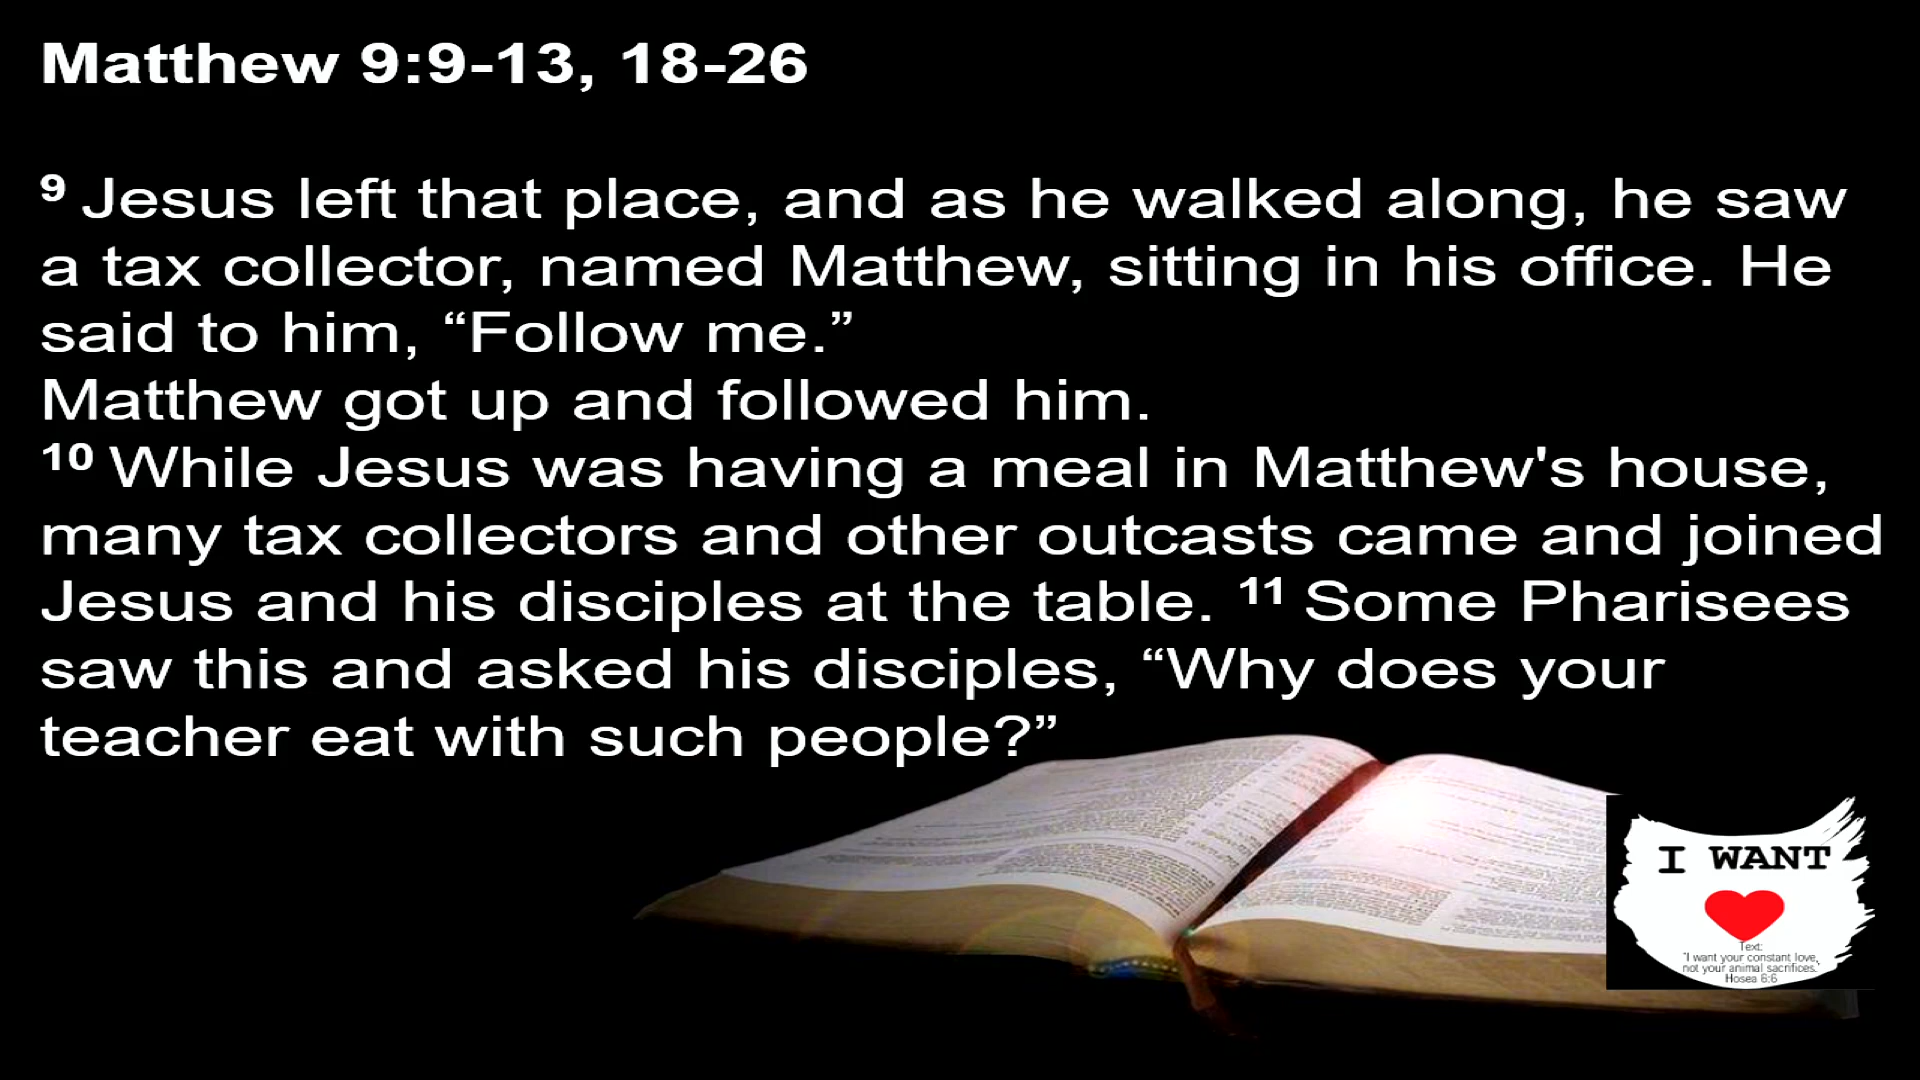 Matthew 9:9-13, 18-26
9 Jesus left that place, and as he walked along, he saw
a tax collector, named Matthew, sitting in his office. He
said to him, “Follow me.”
Matthew got up and followed him.
10 While Jesus was having a meal in Matthew's house,
many tax collectors and other outcasts came and joined
Jesus and his disciples at the table. 11 Some Pharisees
saw this and asked his disciples, “Why does your
teacher eat with such people?”
I WANT
Text:
"I want your constant love,
not your animal sacrifices."
Hosea 6:6